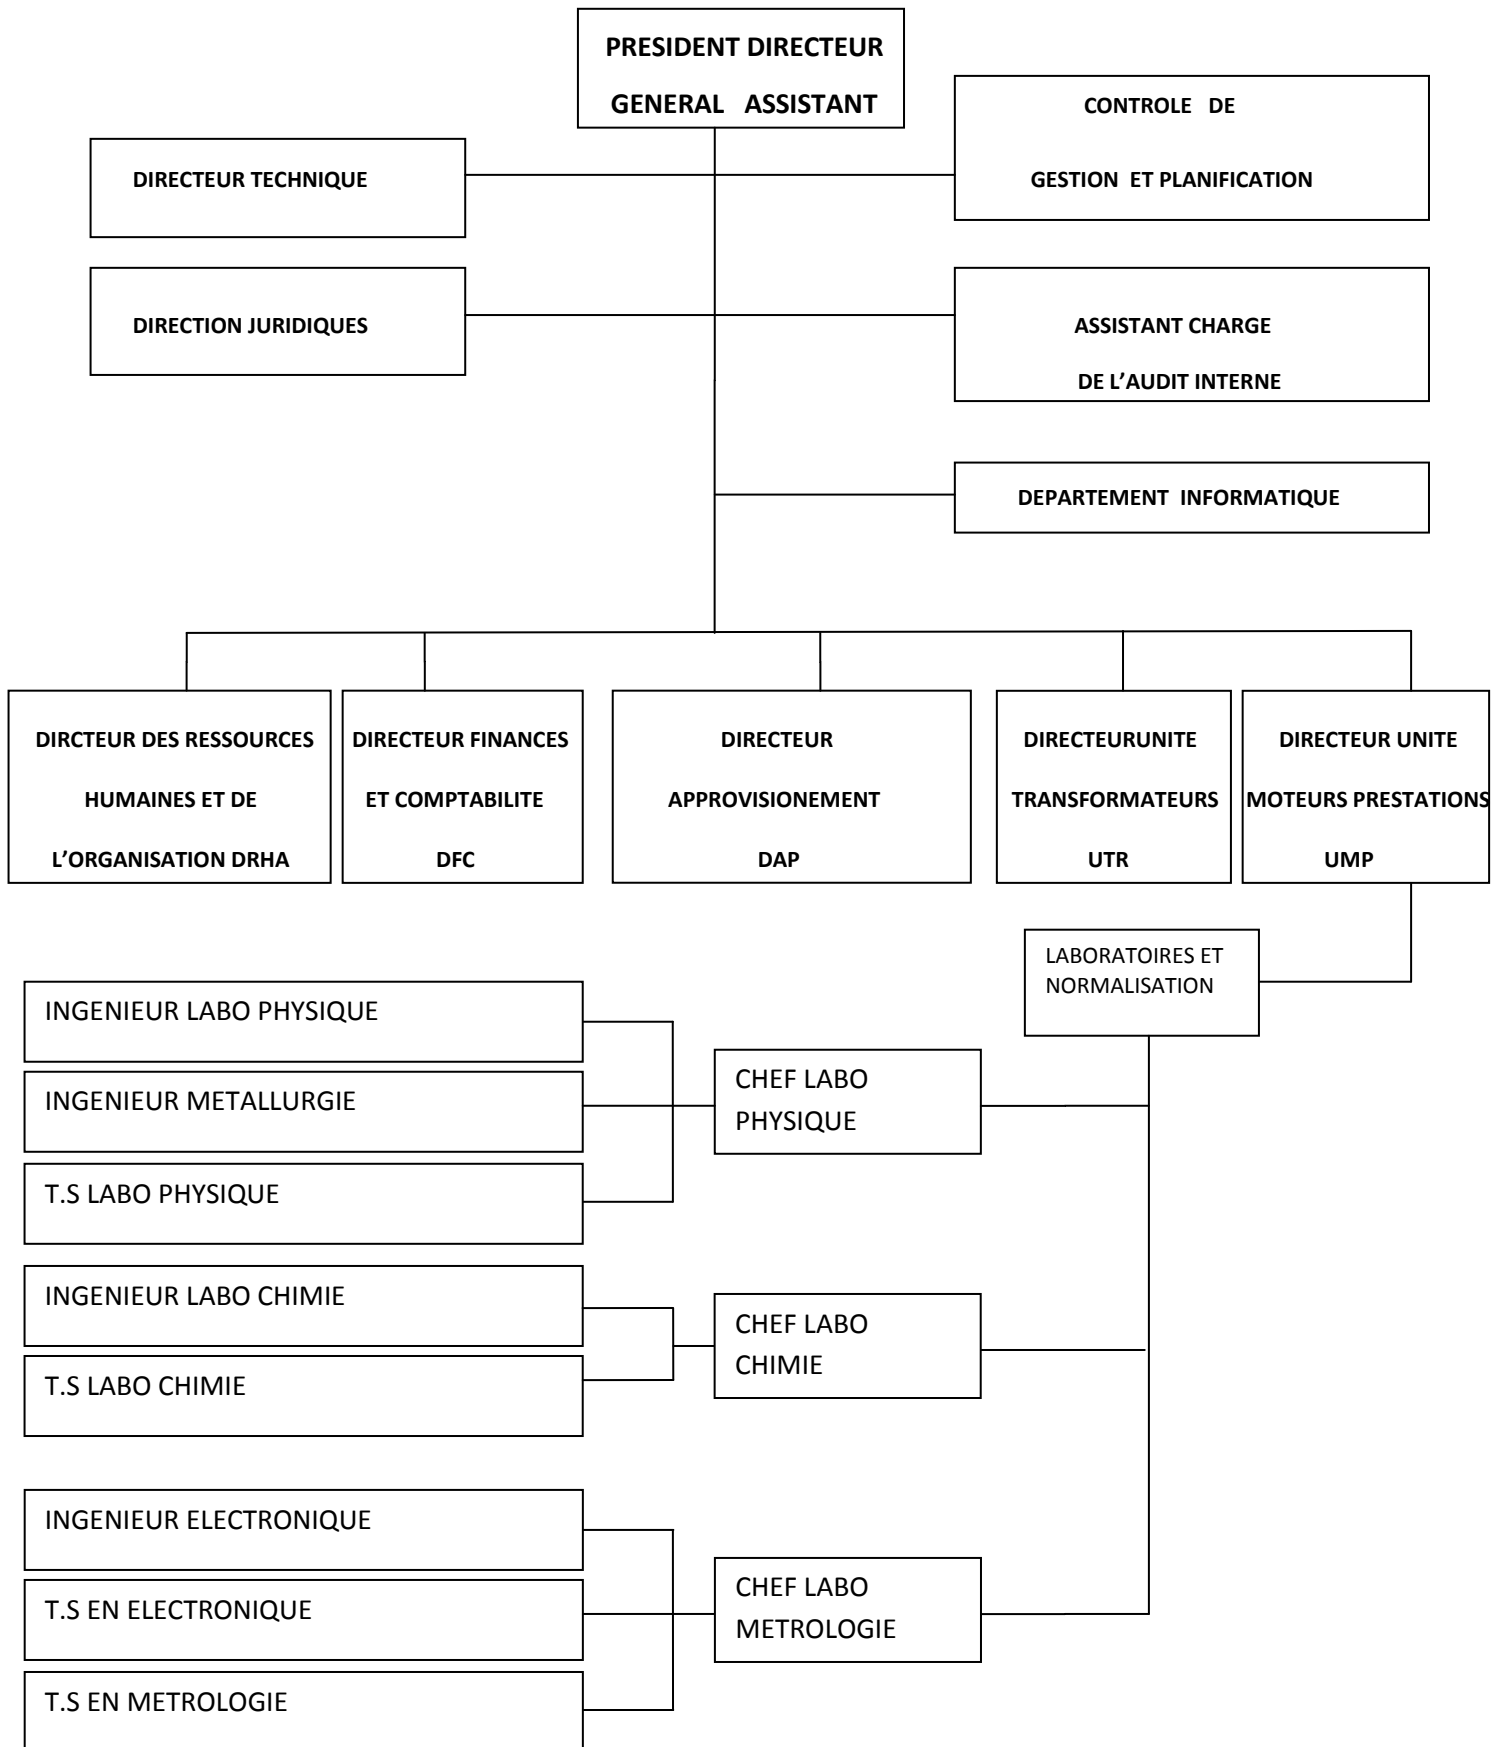 PRESIDENT DIRECTEUR
GENERAL ASSISTANT
CONTROLE DE
GESTION ET PLANIFICATION
DIRECTEUR TECHNIQUE
DIRECTION JURIDIQUES
ASSISTANT CHARGE
DE L’AUDIT INTERNE
DEPARTEMENT INFORMATIQUE
DIRCTEUR DES RESSOURCES
HUMAINES ET DE
L’ORGANISATION DRHA
DIRECTEUR FINANCES
ET COMPTABILITE
DFC
DIRECTEUR
APPROVISIONEMENT
DAP
DIRECTEURUNITE
TRANSFORMATEURS
UTR
DIRECTEUR UNITE
MOTEURS PRESTATIONS
UMP
LABORATOIRES ET
NORMALISATION
INGENIEUR LABO PHYSIQUE
INGENIEUR METALLURGIE
T.S LABO PHYSIQUE
CHEF LABO
PHYSIQUE
INGENIEUR LABO CHIMIE
T.S LABO CHIMIE
CHEF LABO
CHIMIE
INGENIEUR ELECTRONIQUE
T.S EN ELECTRONIQUE
T.S EN METROLOGIE
CHEF LABO
METROLOGIE